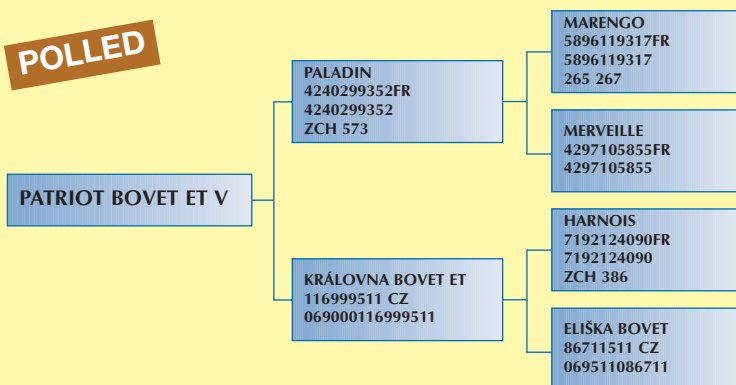 POLLED
PATRIOT BOVET ET V
PALADIN
4240299352FR
4240299352
ZCH 573
KRÁLOVNA BOVET ET
116999511 CZ
069000116999511
MARENGO
5896119317FR
5896119317
265 267
MERVEILLE
4297105855FR
4297105855
HARNOIS
7192124090FR
7192124090
ZCH 386
ELIŠKA BOVET
86711511 CZ
069511086711